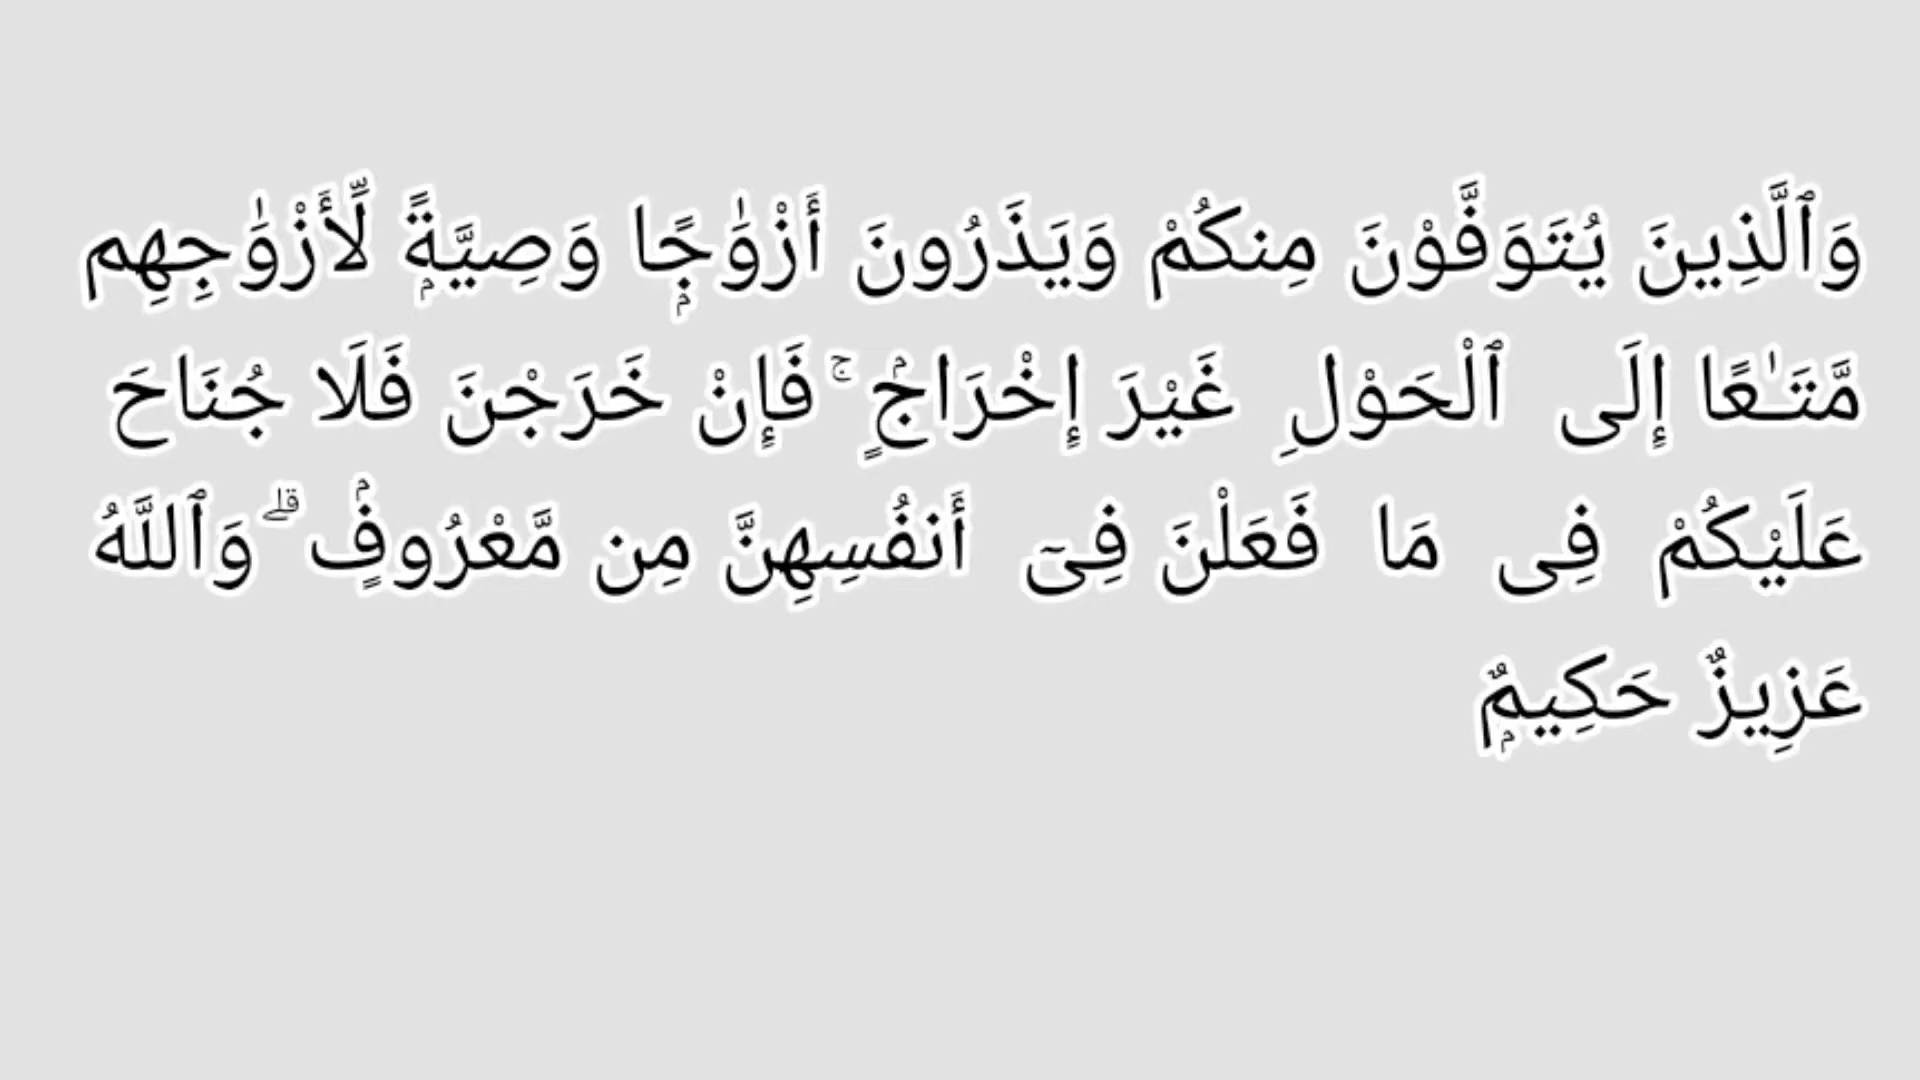 وَٱلَّذِينَ يُتَوَفَّوْنَ مِنكُمْ وَيَذَرُونَ أَزْوَٰجًۭا وَصِيَّةًۭ لِّأَزْوَٰجِهِم
مَّتَـٰعًا إِلَى ٱلْحَوْلِ غَيْرَ إِخْرَاجٍۢ ۚ فَإِنْ خَرَجْنَ فَلَا جُنَاحَ
عَلَيْكُمْ فِى مَا فَعَلْنَ فِىٓ أَنفُسِهِنَّ مِن مَّعْرُوفٍۢ ۗ وَٱللَّهُ
عَزِيزٌ حَكِيمٌۭ